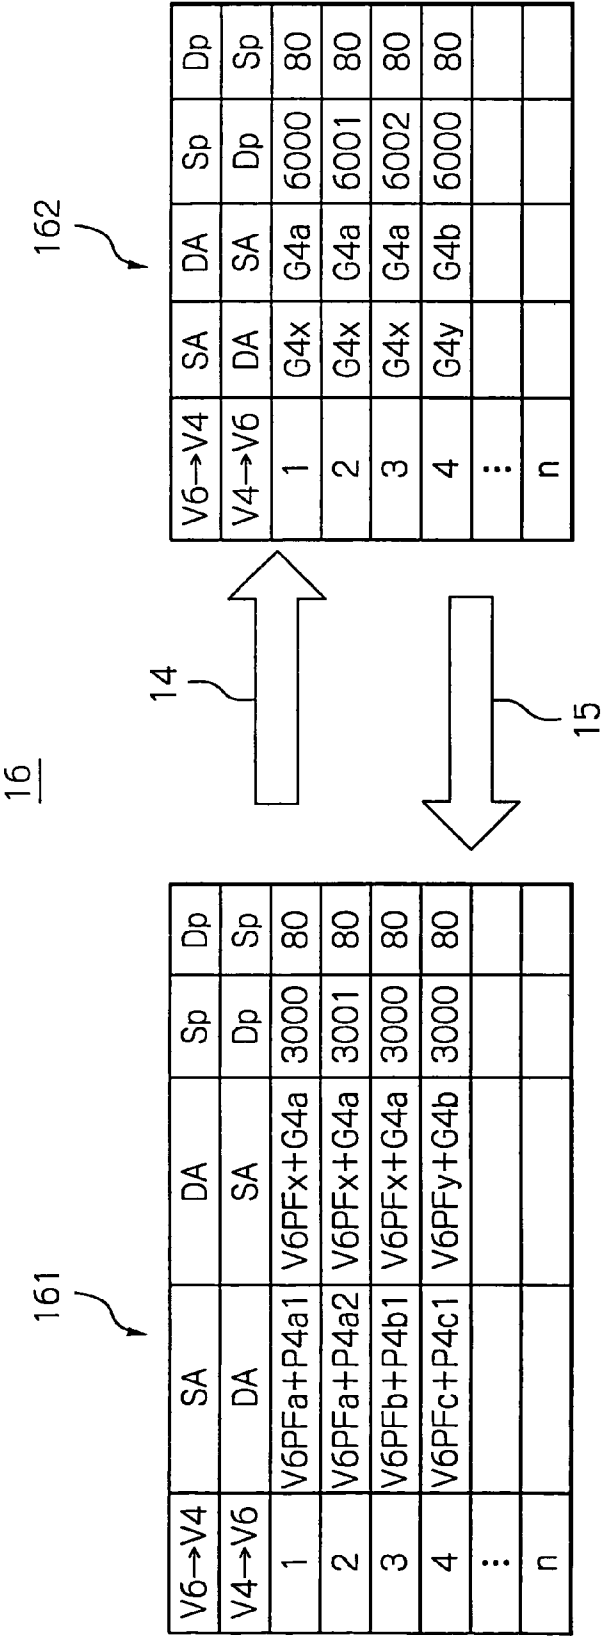 16
161
V6→V4 SA DA Sp Dp
V4→V6 DA SA Dp Sp
1 V6PFa+P4a1 V6PFx+G4a 3000 80
2 V6PFa+P4a2 V6PFx+G4a 3001 80
3 V6PFb+P4b1 V6PFx+G4a 3000 80
4 V6PFc+P4c1 V6PFy+G4b 3000 80
⋮
n
14
15
162
V6→V4 SA DA Sp Dp
V4→V6 DA SA Dp Sp
1 G4x G4a 6000 80
2 G4x G4a 6001 80
3 G4x G4a 6002 80
4 G4y G4b 6000 80
⋮
n